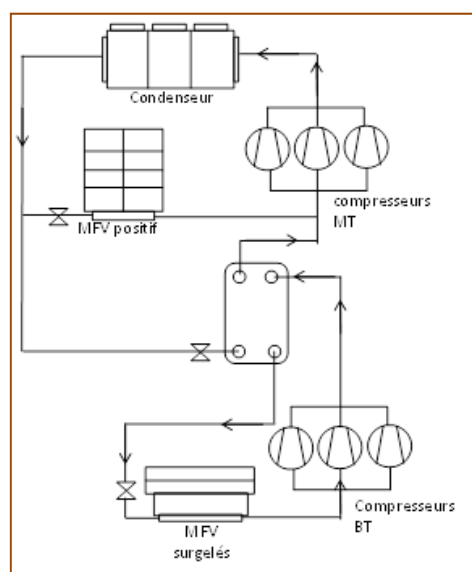 Condenseur
compresseurs
MT
MFV positif
Compresseurs
BT
MFV
surgelés